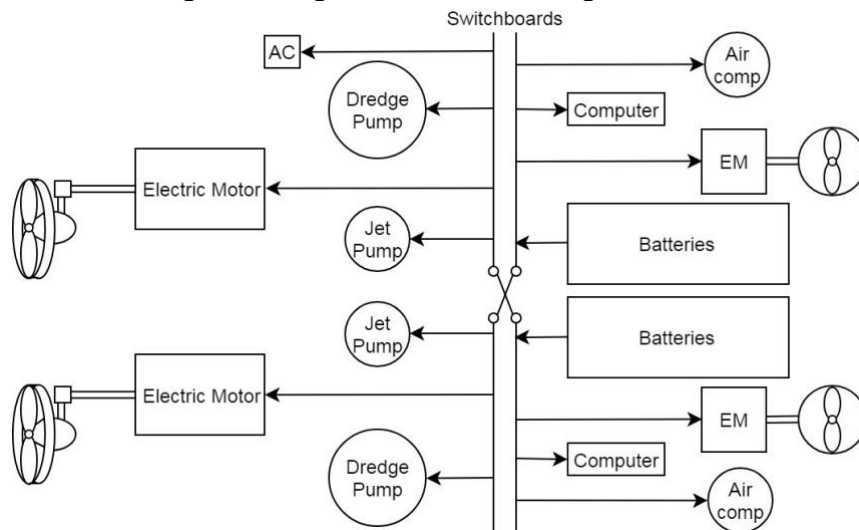 Switchboards
AC
Air
comp
Dredge
Pump
Computer
Electric Motor
EM
Jet
Pump
Batteries
Jet
Pump
Batteries
Electric Motor
EM
Dredge
Pump
Computer
Air
comp